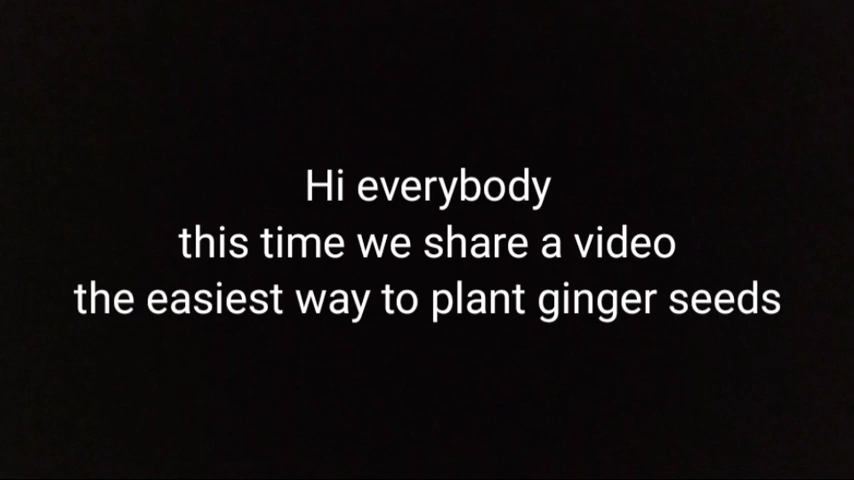 Hi everybody
this time we share a video
the easiest way to plant ginger seeds